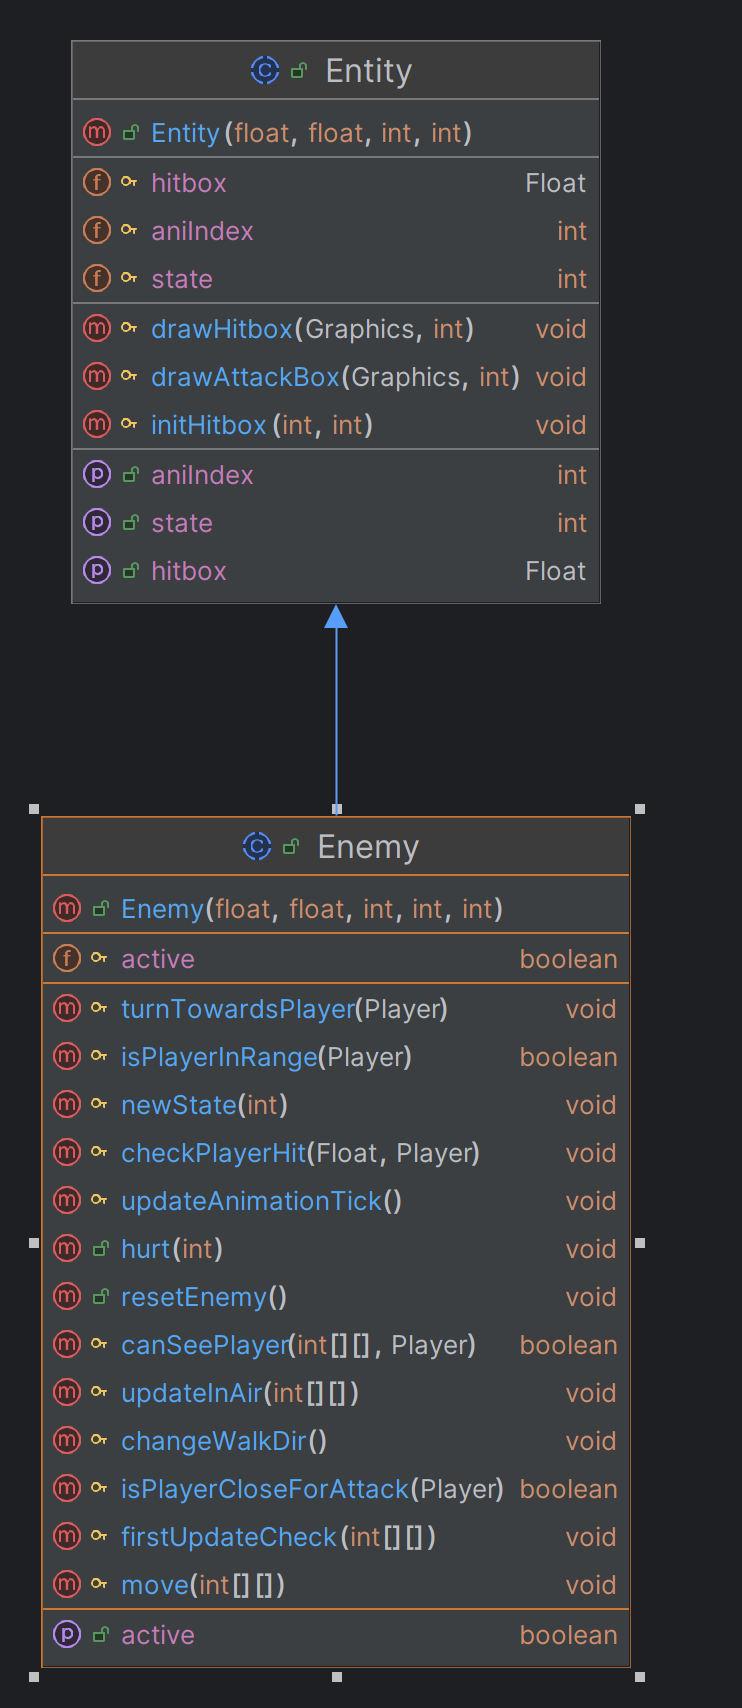 Entity
Entity(float, float, int, int)
hitbox Float
aniIndex int
state int
drawHitbox(Graphics, int) void
drawAttackBox(Graphics, int) void
initHitbox(int, int) void
aniIndex int
state int
hitbox Float
Enemy
Enemy(float, float, int, int, int)
active boolean
turnTowardsPlayer(Player) void
isPlayerInRange(Player) boolean
newState(int) void
checkPlayerHit(Float, Player) void
updateAnimationTick() void
hurt(int) void
resetEnemy() void
canSeePlayer(int[][], Player) boolean
updateInAir(int[][]) void
changeWalkDir() void
isPlayerCloseForAttack(Player) boolean
firstUpdateCheck(int[][]) void
move(int[][]) void
active boolean